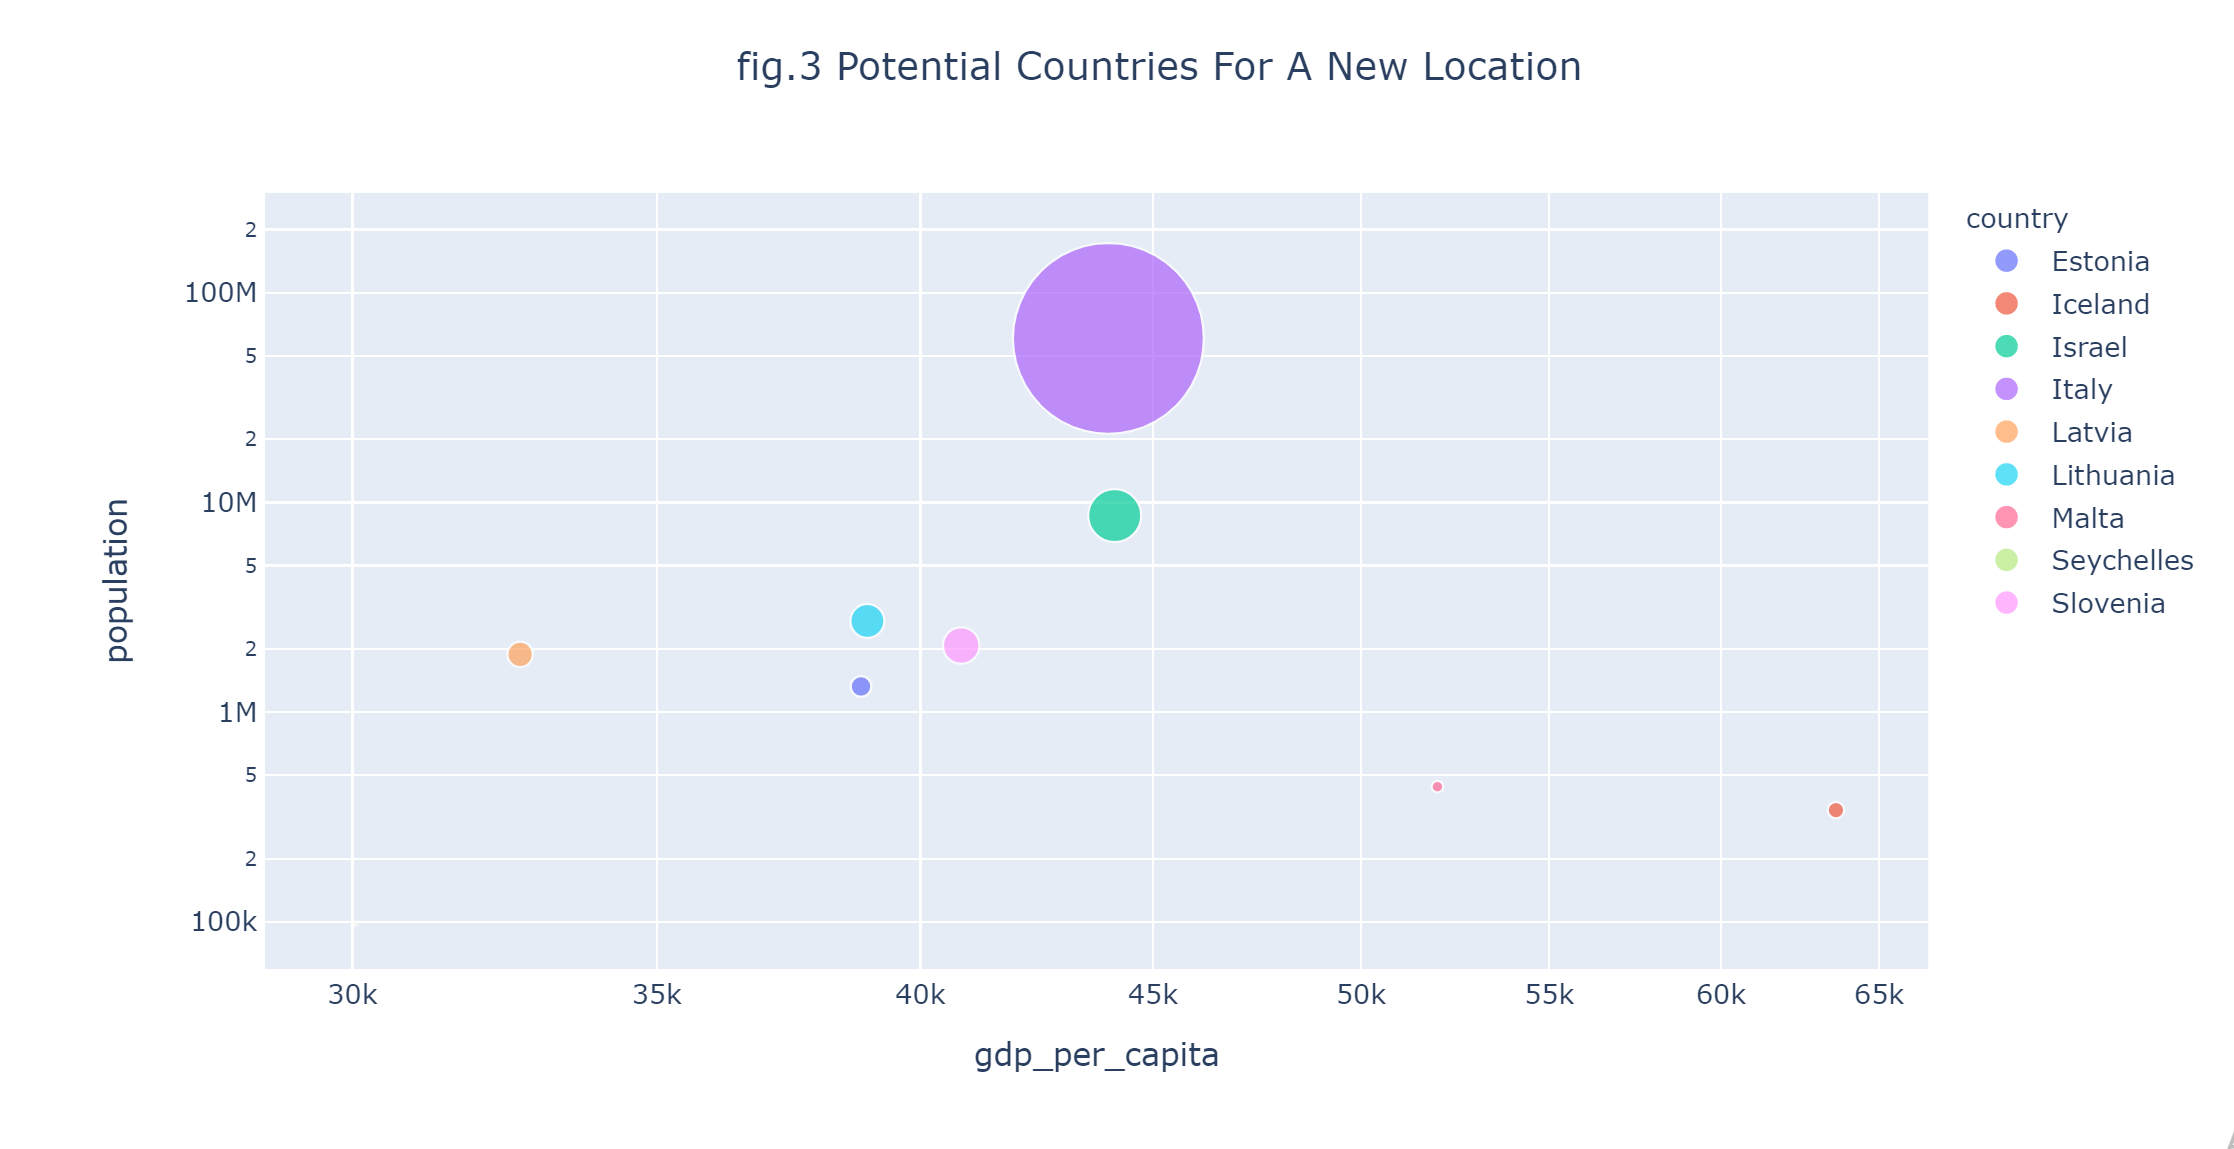 fig.3 Potential Countries For A New Location
population
2
100M
5
2
10M
5
2
1M
5
2
100k
30k
35k
40k
45k
50k
55k
60k
65k
gdp_per_capita
country
Estonia
Iceland
Israel
Italy
Latvia
Lithuania
Malta
Seychelles
Slovenia